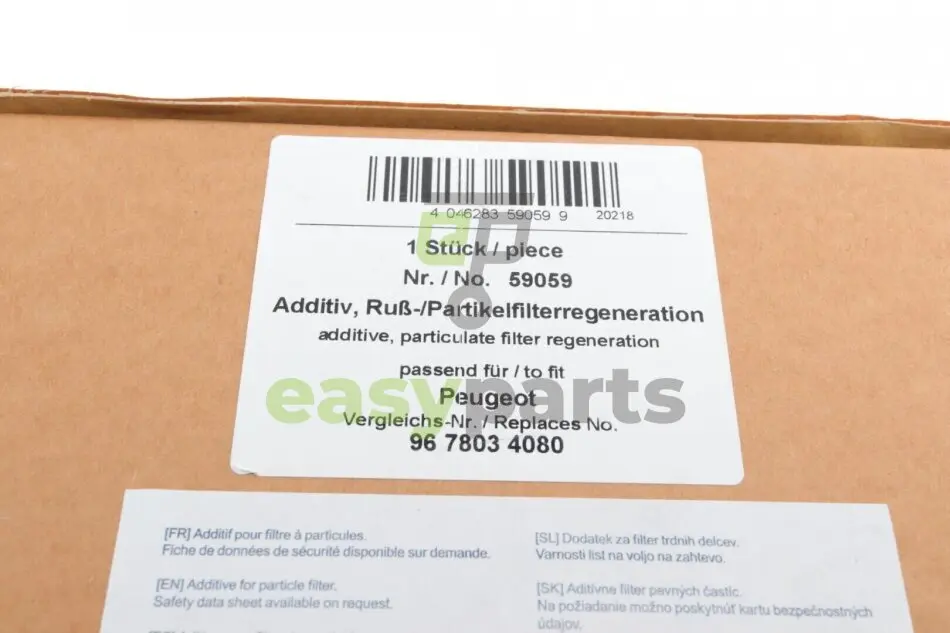 4 046283 59059 9 20218
1 Stück / piece
Nr. / No. 59059
Additiv, Ruß-/Partikelfilterregeneration
additive, particulate filter regeneration
passend für / to fit
easyparts
Peugeot
Vergleichs-Nr. / Replaces No.
96 7803 4080
[FR] Additif pour filtre à particules.
Fiche de données de sécurité disponible sur demande.
[EN] Additive for particle filter.
Safety data sheet available on request.
[SL] Dodatek za filter trdnih delcev.
Varnosti list na voljo na zahtevo.
[SK] Aditívne filter pevných častíc.
Na požiadanie možno poskytnúť kartu bezpečnostných
údajov.